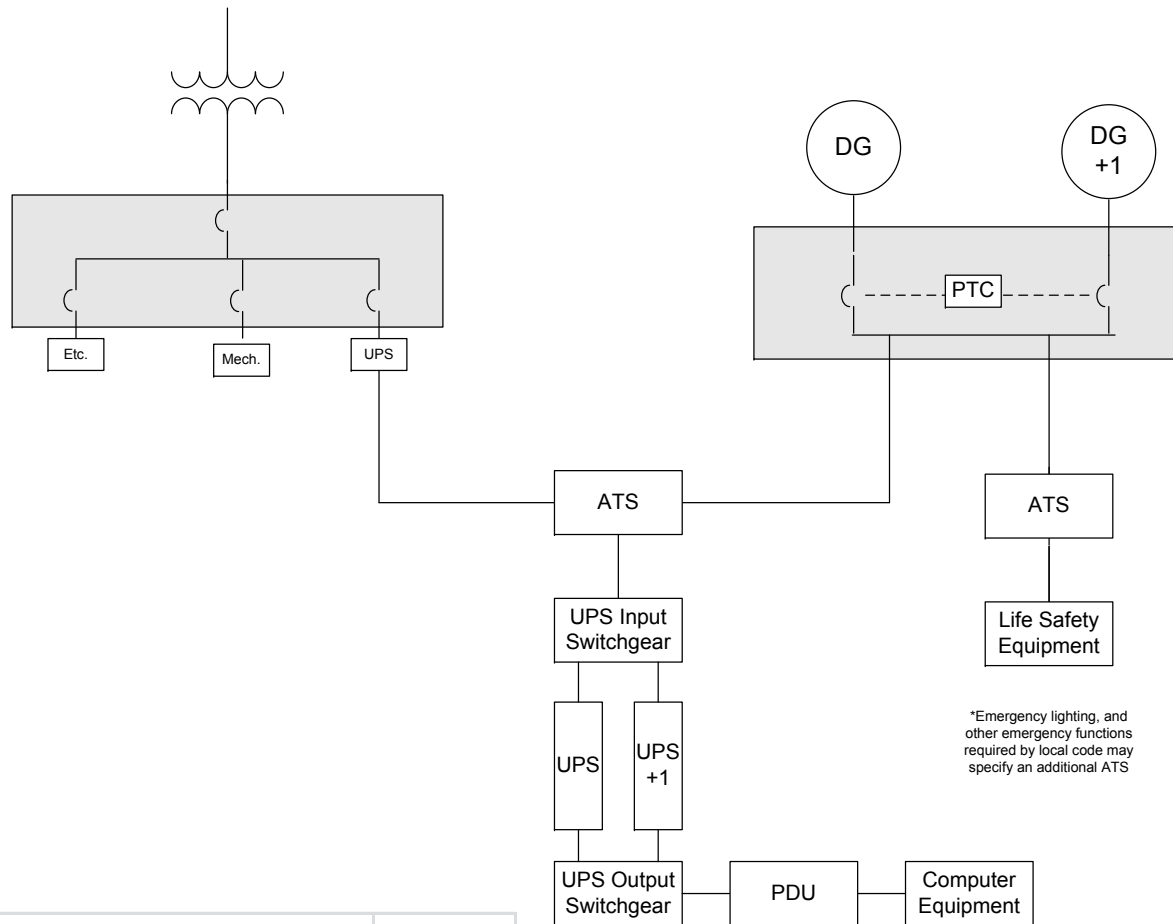 DG
DG
+1
PTC
Etc.
Mech.
UPS
ATS
ATS
UPS Input
Switchgear
Life Safety
Equipment
UPS
UPS
+1
*Emergency lighting, and
other emergency functions
required by local code may
specify an additional ATS
UPS Output
Switchgear
PDU
Computer
Equipment